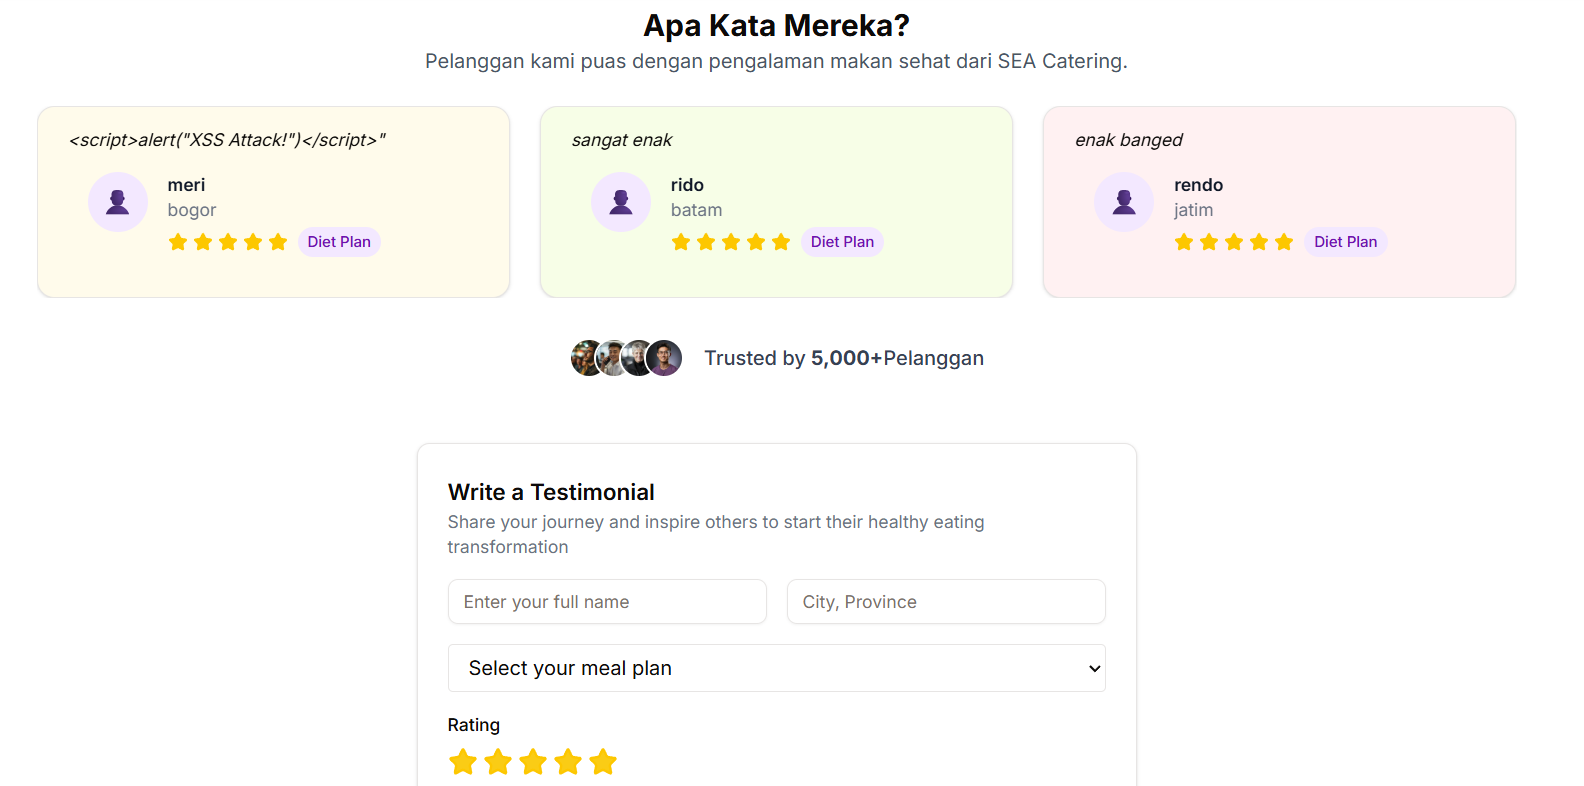 Apa Kata Mereka?
Pelanggan kami puas dengan pengalaman makan sehat dari SEA Catering.
<script>alert("XSS Attack!")</script>"
meri
bogor
Diet Plan
sangat enak
rido
batam
Diet Plan
enak banged
rendo
jatim
Diet Plan
Trusted by 5,000+Pelanggan
Write a Testimonial
Share your journey and inspire others to start their healthy eating
transformation
Enter your full name
City, Province
Select your meal plan
Rating